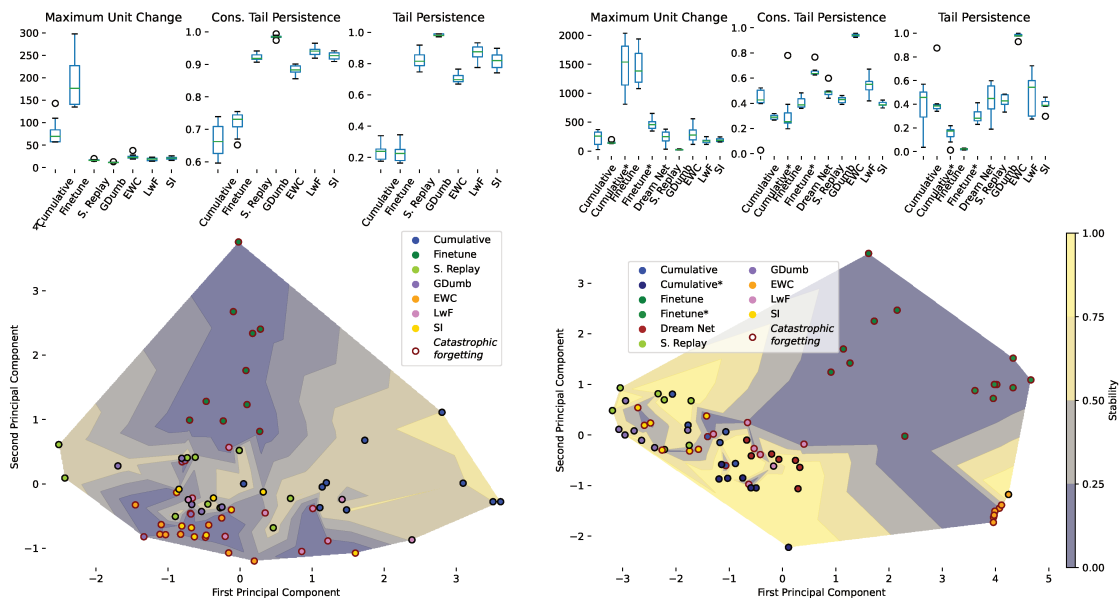 Maximum Unit Change
Cons. Tail Persistence
Tail Persistence
300
250
200
150
100
50
0
Cumulative
Finetune
S. Replay
GDumb
EWC
LwF
SI
1.0
0.9
0.8
0.7
0.6
Cumulative
Finetune
S. Replay
GDumb
EWC
LwF
SI
1.0
0.8
0.6
0.4
0.2
Cumulative
Finetune
S. Replay
GDumb
EWC
LwF
SI
Maximum Unit Change
Cons. Tail Persistence
Tail Persistence
2000
1500
1000
500
0
Cumulative
Cumulative*
Finetune
Finetune*
Dream Net
S. Replay
GDumb
EWC
LwF
SI
1.0
0.8
0.6
0.4
0.2
0.0
Cumulative
Cumulative*
Finetune
Finetune*
Dream Net
S. Replay
GDumb
EWC
LwF
SI
1.0
0.8
0.6
0.4
0.2
0.0
Cumulative
Cumulative*
Finetune
Finetune*
Dream Net
S. Replay
GDumb
EWC
LwF
SI
Second Principal Component
3
2
1
0
−1
−2
−1
0
1
2
3
First Principal Component
Cumulative
Finetune
S. Replay
GDumb
EWC
LwF
SI
Catastrophic
forgetting
Second Principal Component
3
2
1
0
−1
−2
−3
−2
−1
0
1
2
3
4
5
First Principal Component
Cumulative
Cumulative*
Finetune
Finetune*
Dream Net
S. Replay
GDumb
EWC
LwF
SI
Catastrophic
forgetting
1.00
0.75
0.50
0.25
0.00
Stability